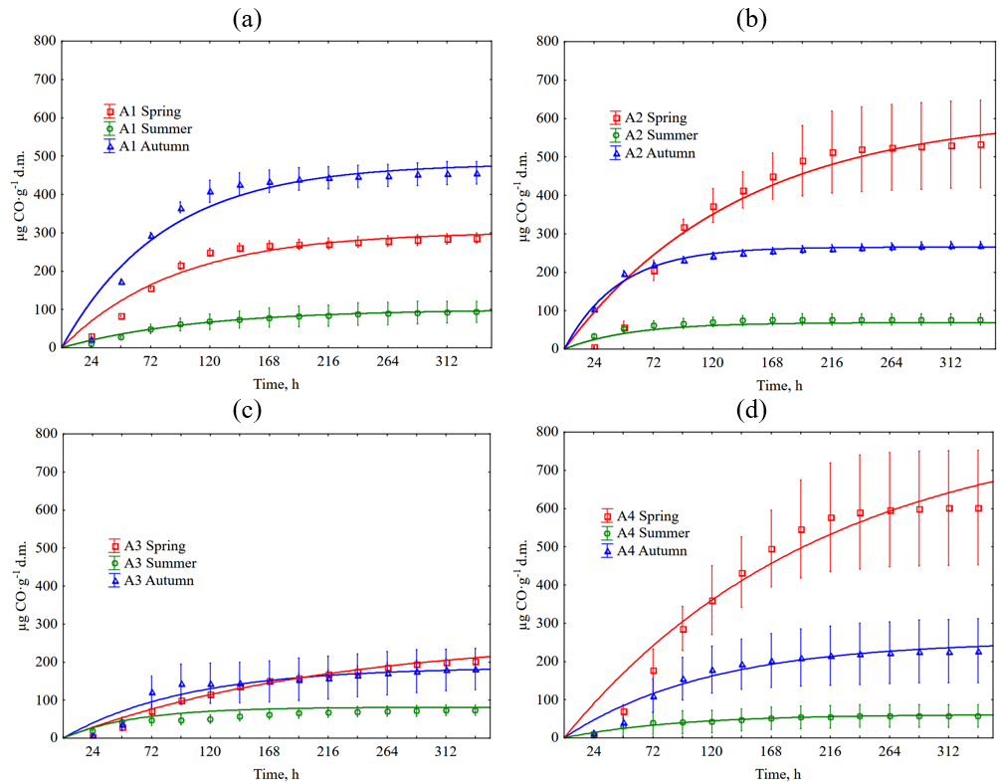 (a)
µg CO·g⁻¹ d.m.
800
700
600
500
400
300
200
100
0
A1 Spring
A1 Summer
A1 Autumn
24 72 120 168 216 264 312
Time, h
(b)
µg CO·g⁻¹ d.m.
800
700
600
500
400
300
200
100
0
A2 Spring
A2 Summer
A2 Autumn
24 72 120 168 216 264 312
Time, h
(c)
µg CO·g⁻¹ d.m.
800
700
600
500
400
300
200
100
0
A3 Spring
A3 Summer
A3 Autumn
24 72 120 168 216 264 312
Time, h
(d)
µg CO·g⁻¹ d.m.
800
700
600
500
400
300
200
100
0
A4 Spring
A4 Summer
A4 Autumn
24 72 120 168 216 264 312
Time, h